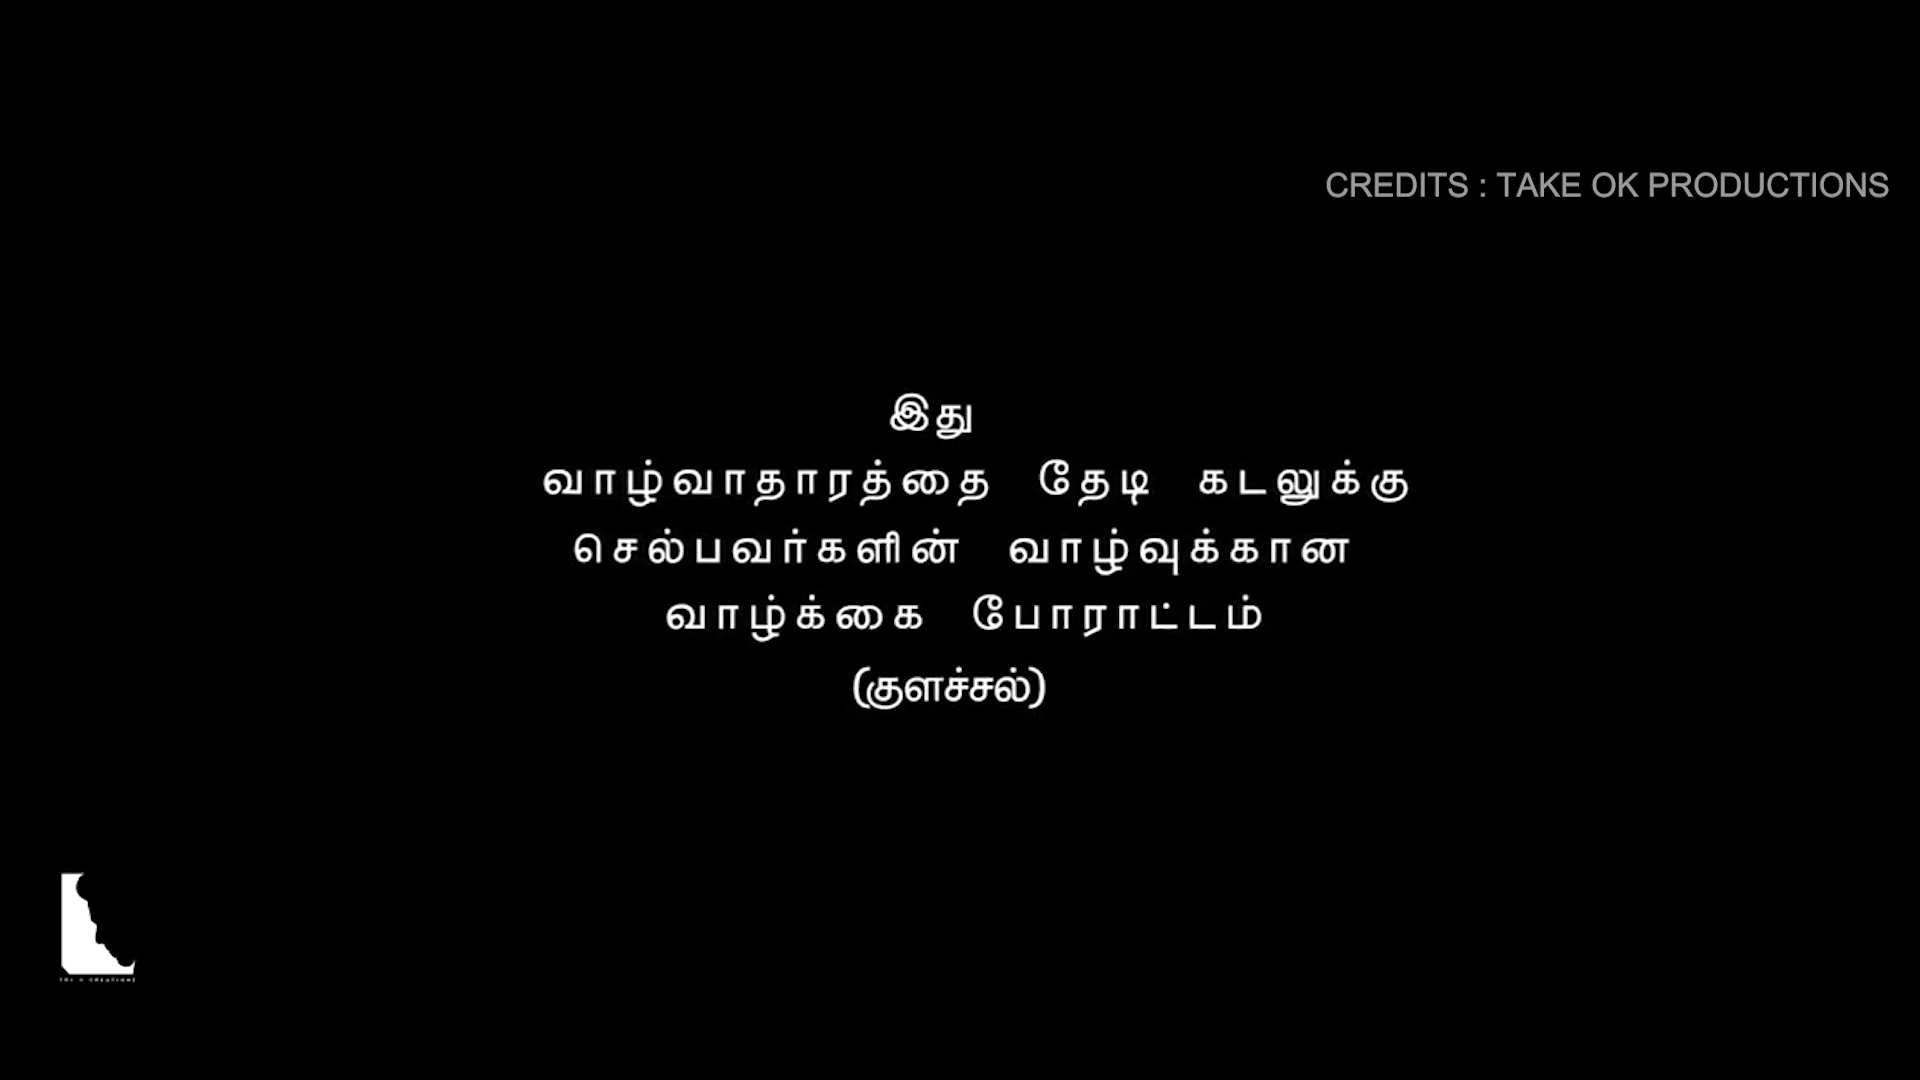 CREDITS : TAKE OK PRODUCTIONS
இது
வாழ்வாதாரத்தை தேடி கடலுக்கு
செல்பவர்களின் வாழ்வுக்கான
வாழ்க்கை போராட்டம்
(குளச்சல்)